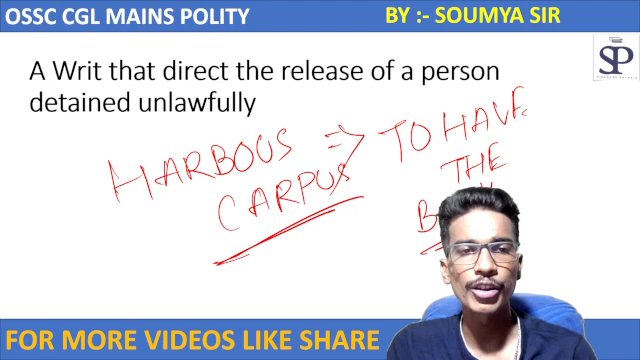 OSSC CGL MAINS POLITY
BY :- SOUMYA SIR
SP
A Writ that direct the release of a person
detained unlawfully
HARBOUS ⇒ TO HAVE
CARPUS THE
FOR MORE VIDEOS LIKE SHARE